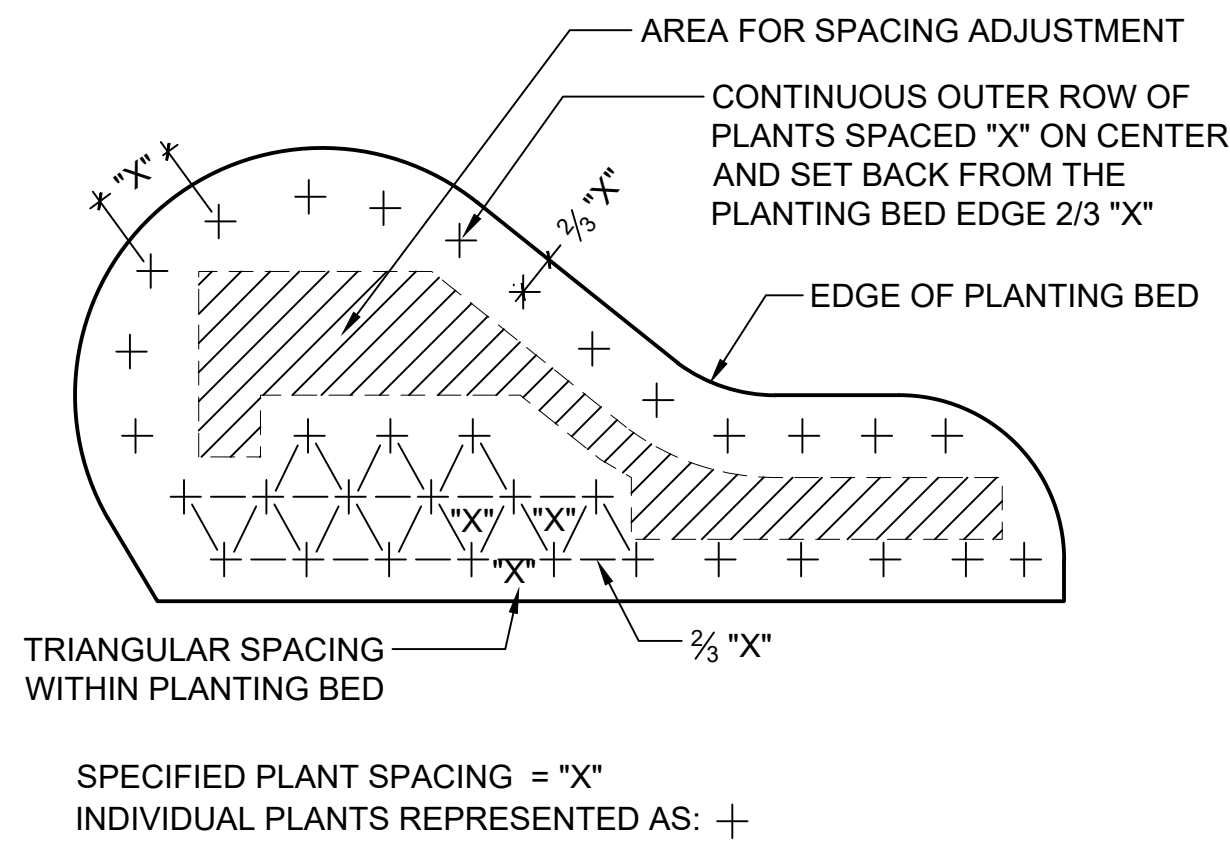 AREA FOR SPACING ADJUSTMENT
CONTINUOUS OUTER ROW OF
PLANTS SPACED "X" ON CENTER
AND SET BACK FROM THE
PLANTING BED EDGE 2/3 "X"
"X"
⅔ "X"
EDGE OF PLANTING BED
"X" "X"
"X"
TRIANGULAR SPACING
WITHIN PLANTING BED
⅔ "X"
SPECIFIED PLANT SPACING = "X"
INDIVIDUAL PLANTS REPRESENTED AS: +